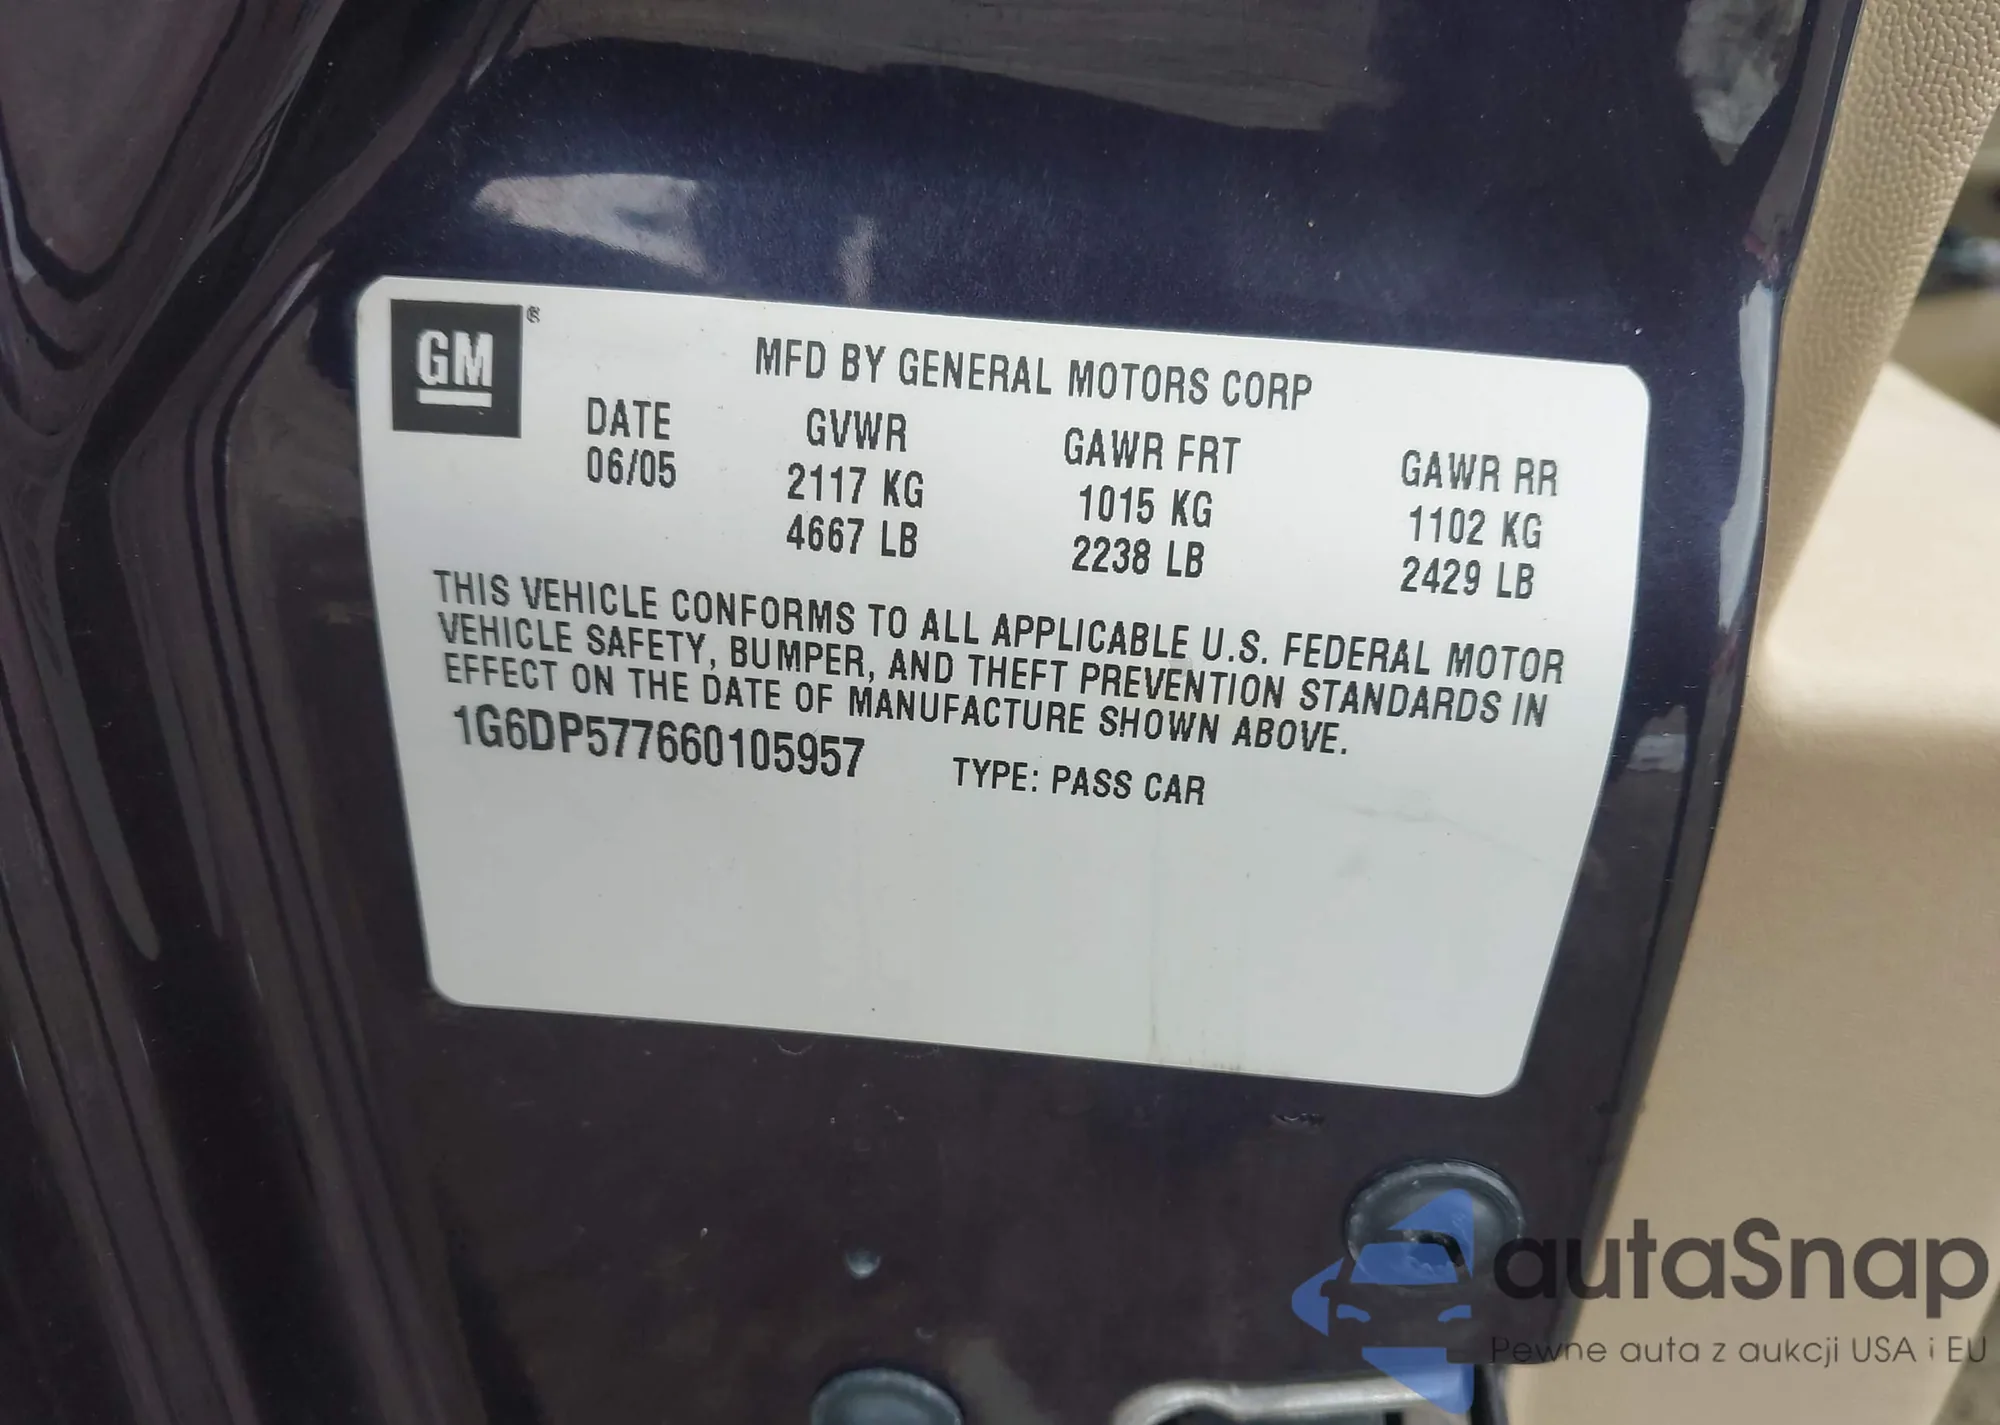 GM®
MFD BY GENERAL MOTORS CORP
DATE GVWR GAWR FRT GAWR RR
06/05 2117 KG 1015 KG 1102 KG
4667 LB 2238 LB 2429 LB
THIS VEHICLE CONFORMS TO ALL APPLICABLE U.S. FEDERAL MOTOR
VEHICLE SAFETY, BUMPER, AND THEFT PREVENTION STANDARDS IN
EFFECT ON THE DATE OF MANUFACTURE SHOWN ABOVE.
1G6DP577660105957 TYPE: PASS CAR
autaSnap
Pewne auta z aukcji USA i EU